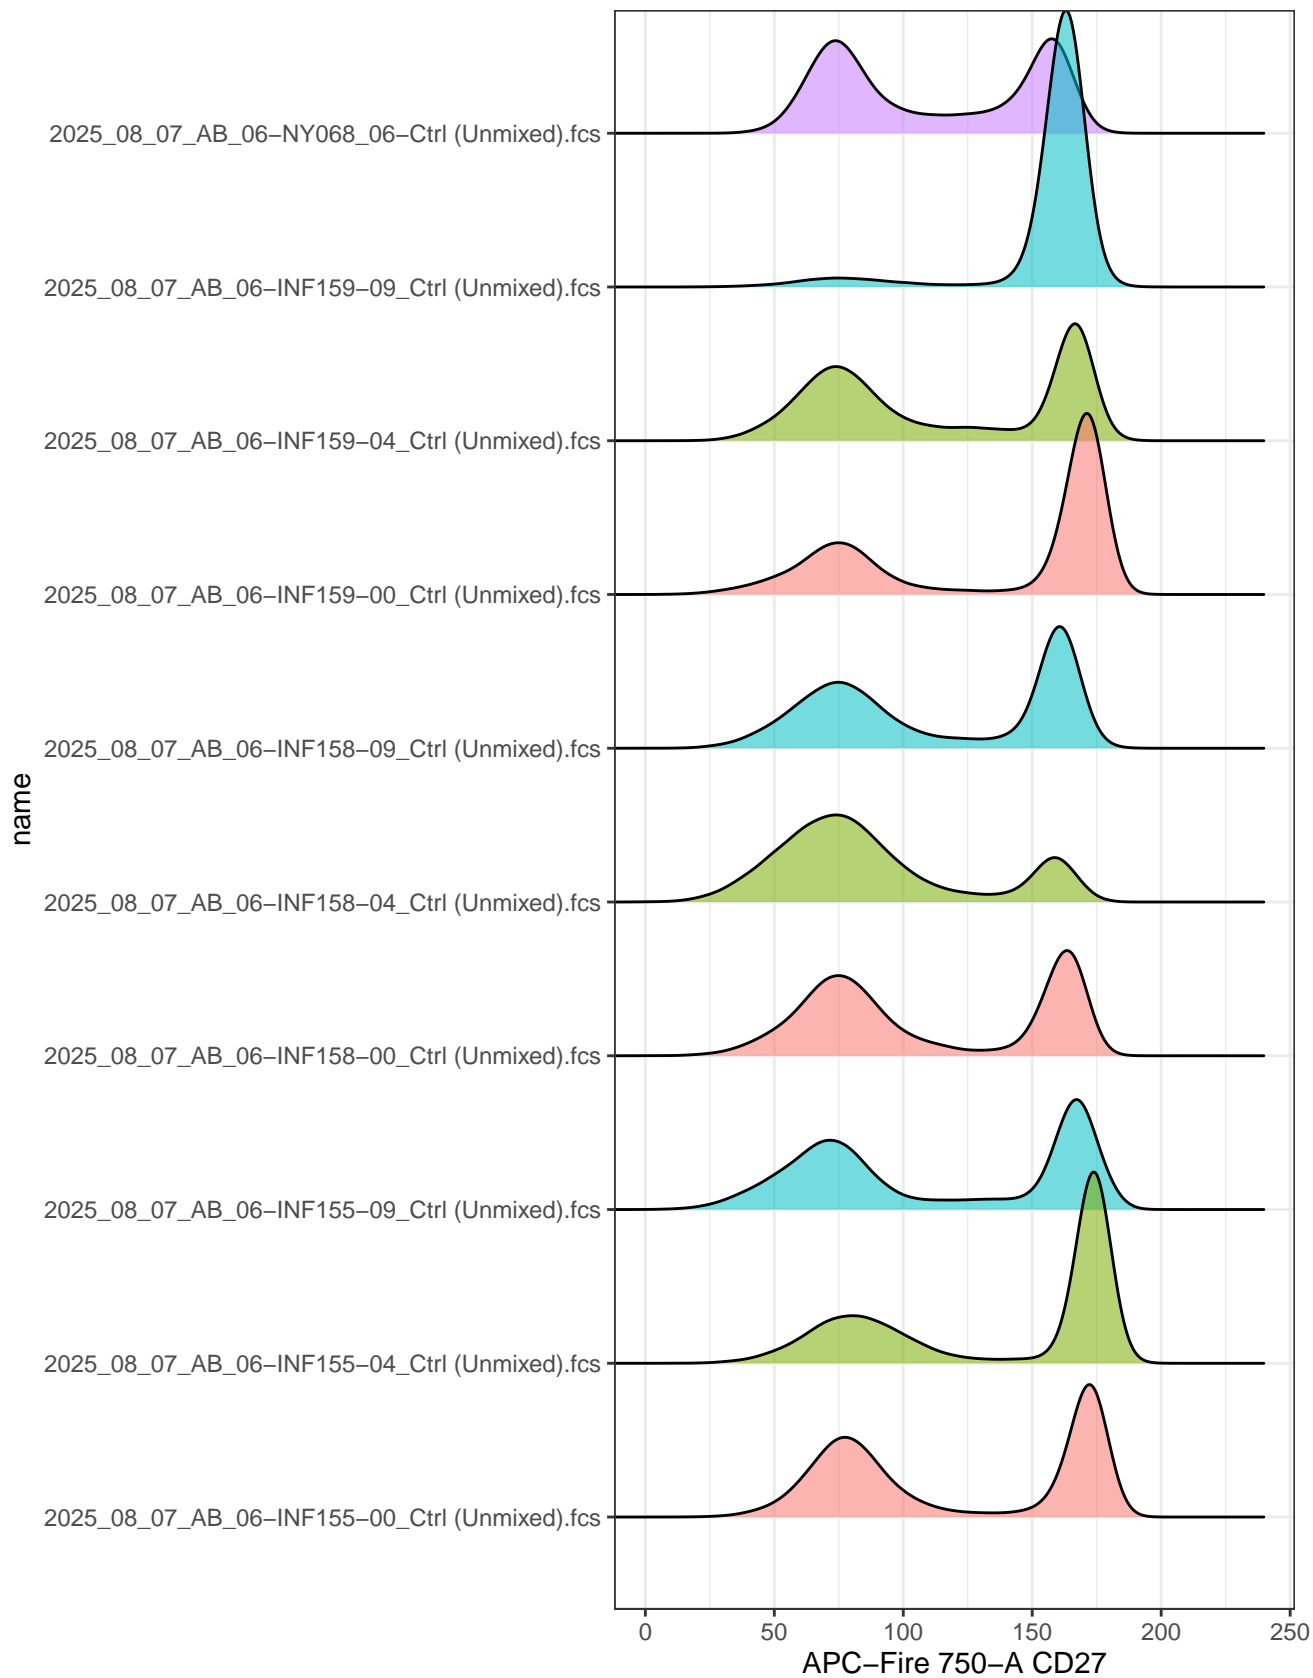 2025_08_07_AB_06−NY068_06−Ctrl (Unmixed).fcs
2025_08_07_AB_06−INF159−09_Ctrl (Unmixed).fcs
2025_08_07_AB_06−INF159−04_Ctrl (Unmixed).fcs
2025_08_07_AB_06−INF159−00_Ctrl (Unmixed).fcs
2025_08_07_AB_06−INF158−09_Ctrl (Unmixed).fcs
name
2025_08_07_AB_06−INF158−04_Ctrl (Unmixed).fcs
2025_08_07_AB_06−INF158−00_Ctrl (Unmixed).fcs
2025_08_07_AB_06−INF155−09_Ctrl (Unmixed).fcs
2025_08_07_AB_06−INF155−04_Ctrl (Unmixed).fcs
2025_08_07_AB_06−INF155−00_Ctrl (Unmixed).fcs
0 50 100 150 200 250
APC−Fire 750−A CD27